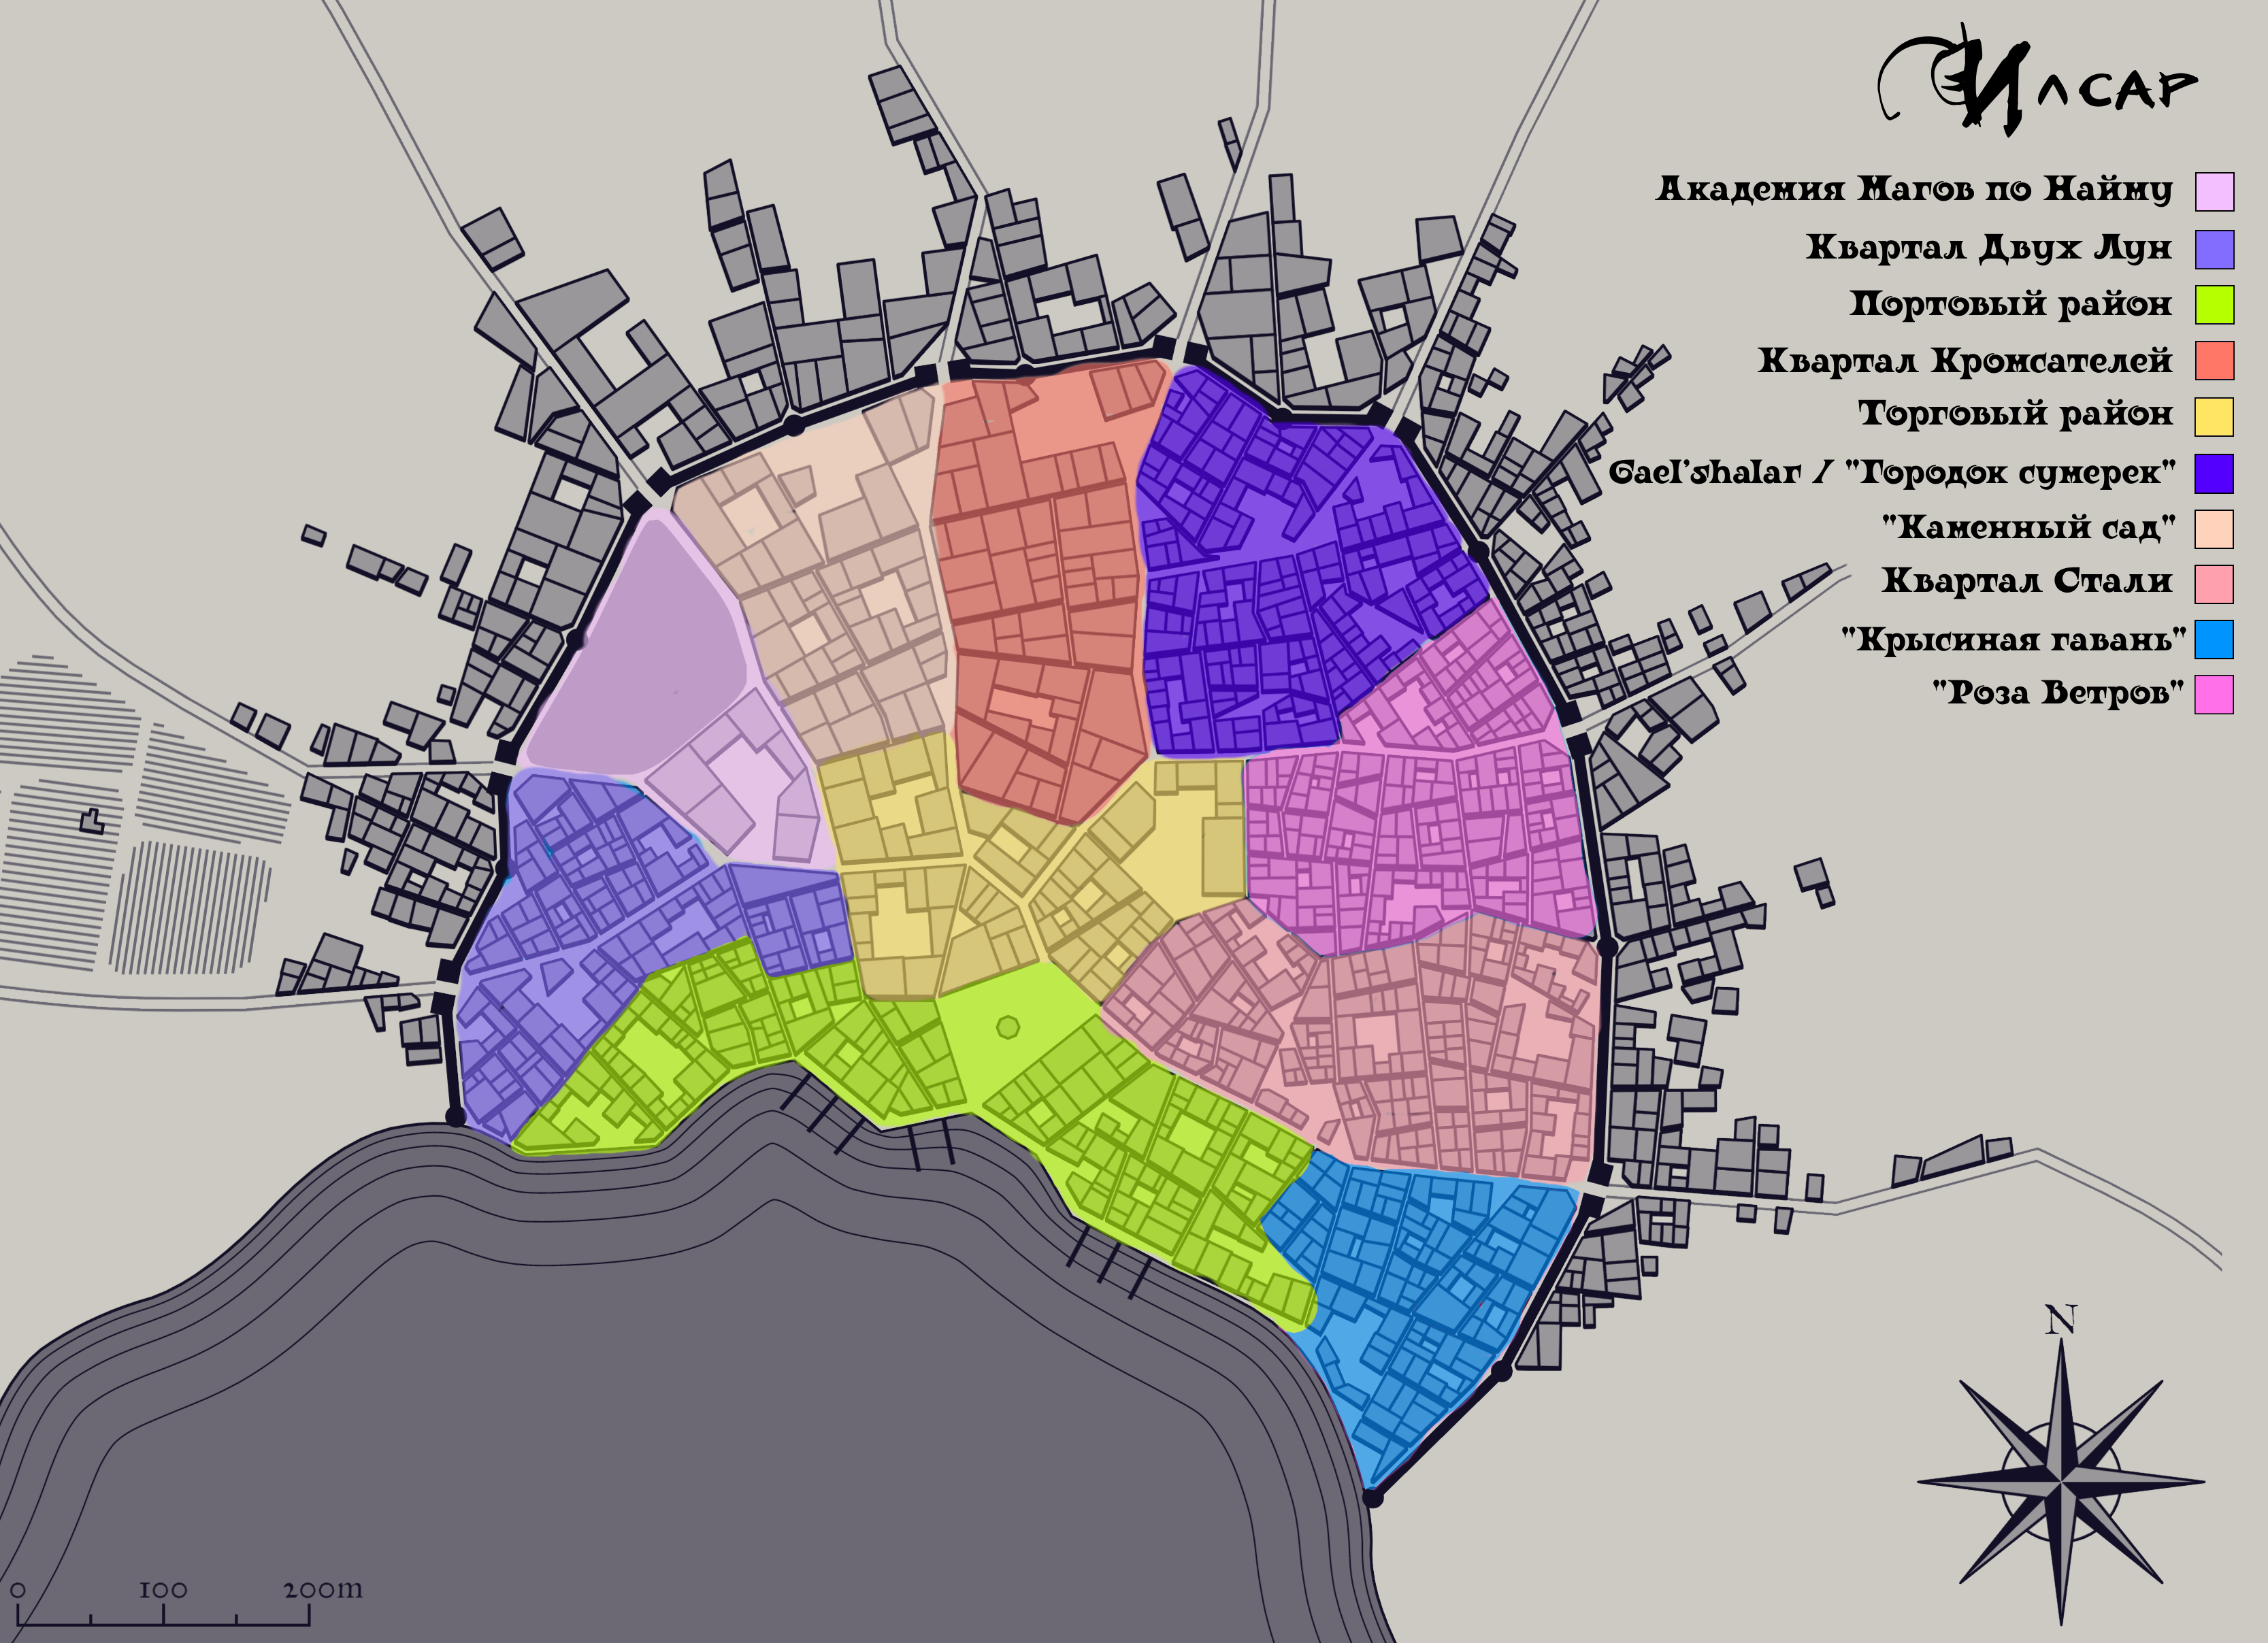 Илсар
Академия Магов по Найму
Квартал Двух Лун
Портовый район
Квартал Кромсателей
Торговый район
Gael'shalar / "Городок сумерек"
"Каменный сад"
Квартал Стали
"Крысиная гавань"
"Роза Ветров"
N
0 100 200m